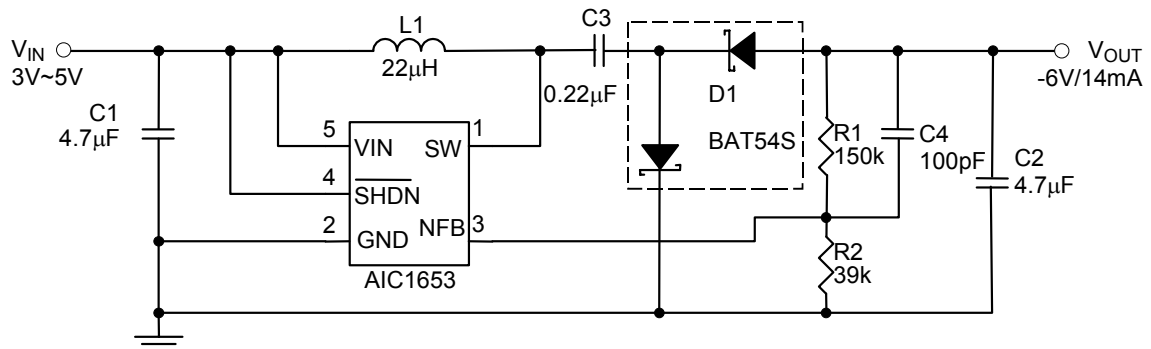 L1
22μH
C3
0.22μF
VIN
3V~5V
VOUT
-6V/14mA
C1
4.7μF
D1
BAT54S
R1
150k
C4
100pF
C2
4.7μF
5
VIN
SW
1
4
SHDN
2
GND
NFB
3
AIC1653
R2
39k